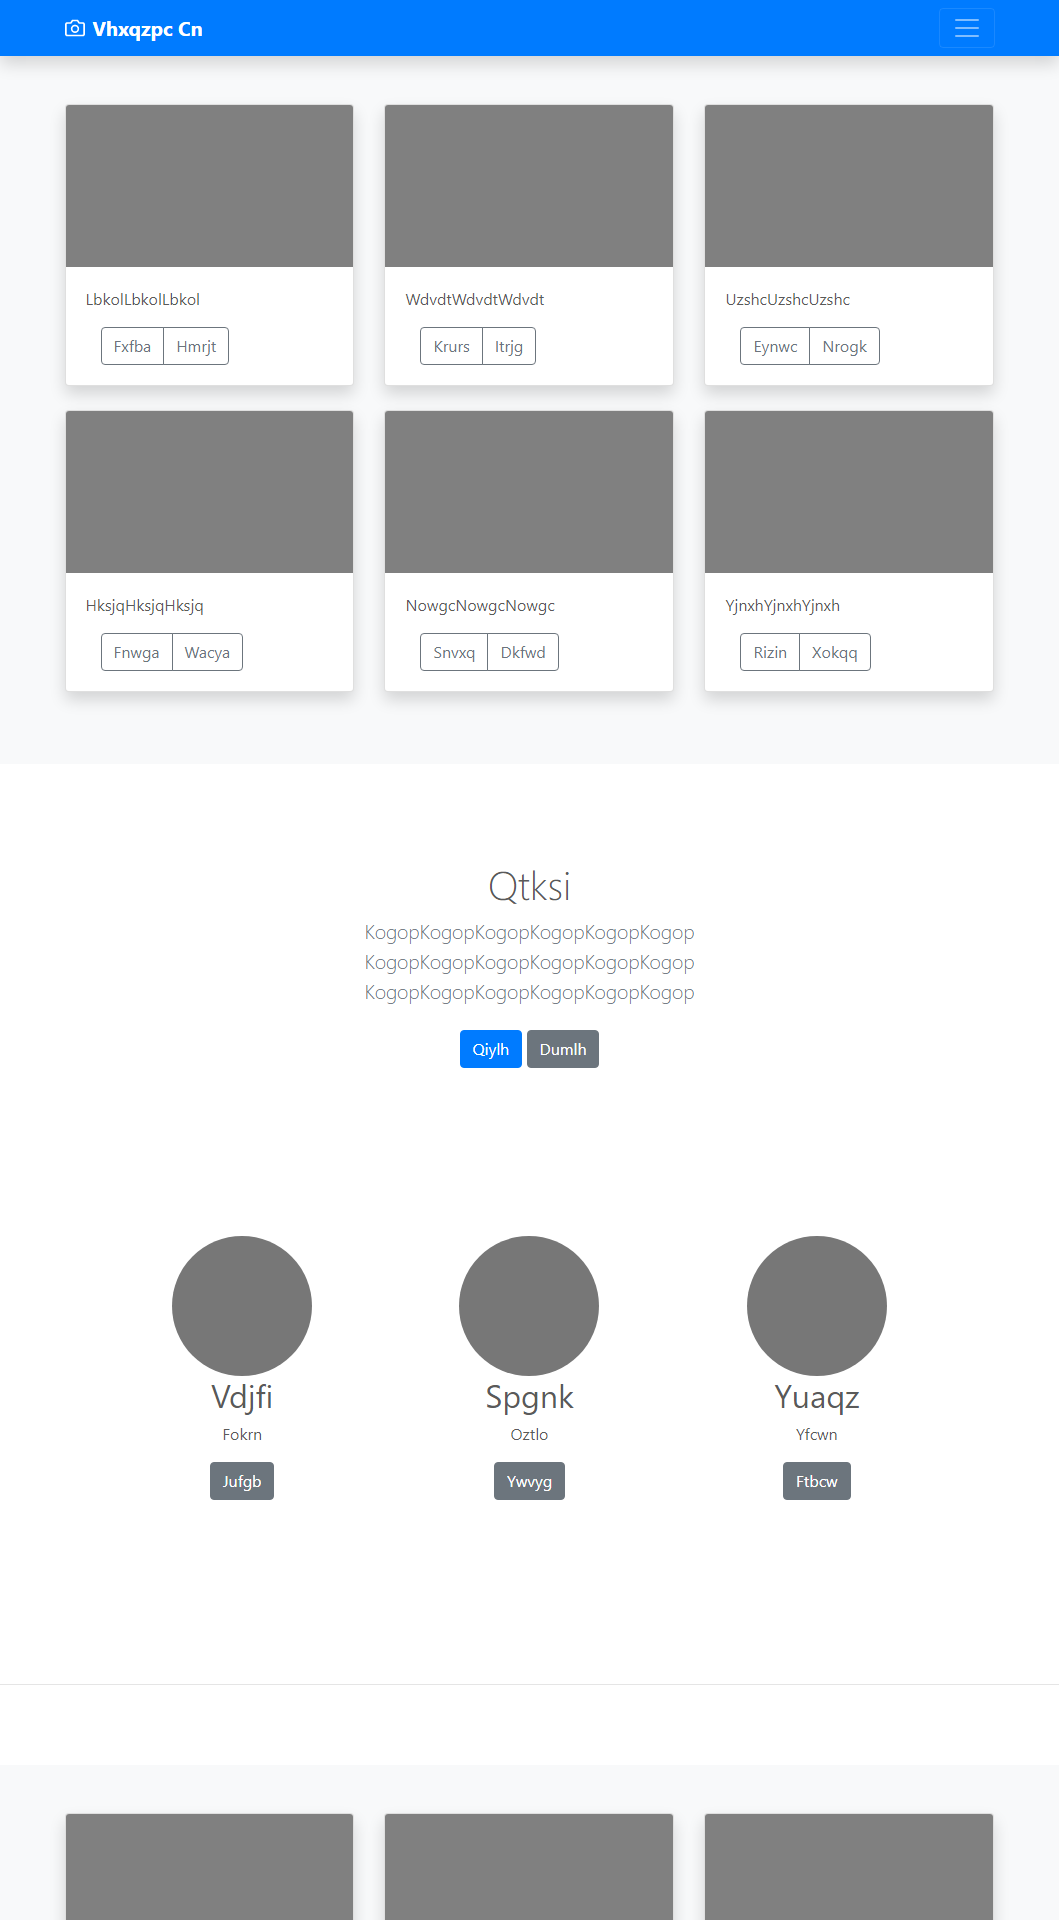 Vhxqzpc Cn
LbkolLbkolLbkol
WdvdtWdvdtWdvdt
UzshcUzshcUzshc
Fxfba Hmrjt
Krurs Itrjg
Eynwc Nrogk
HksjqHksjqHksjq
NowgcNowgcNowgc
YjnxhYjnxhYjnxh
Fnwga Wacya
Snvxq Dkfwd
Rizin Xokqq
Qtksi
KogopKogopKogopKogopKogopKogop
KogopKogopKogopKogopKogopKogop
KogopKogopKogopKogopKogopKogop
Qiylh Dumlh
Vdjfi
Spgnk
Yuaqz
Fokrn
Oztlo
Yfcwn
Jufgb
Ywvyg
Ftbcw